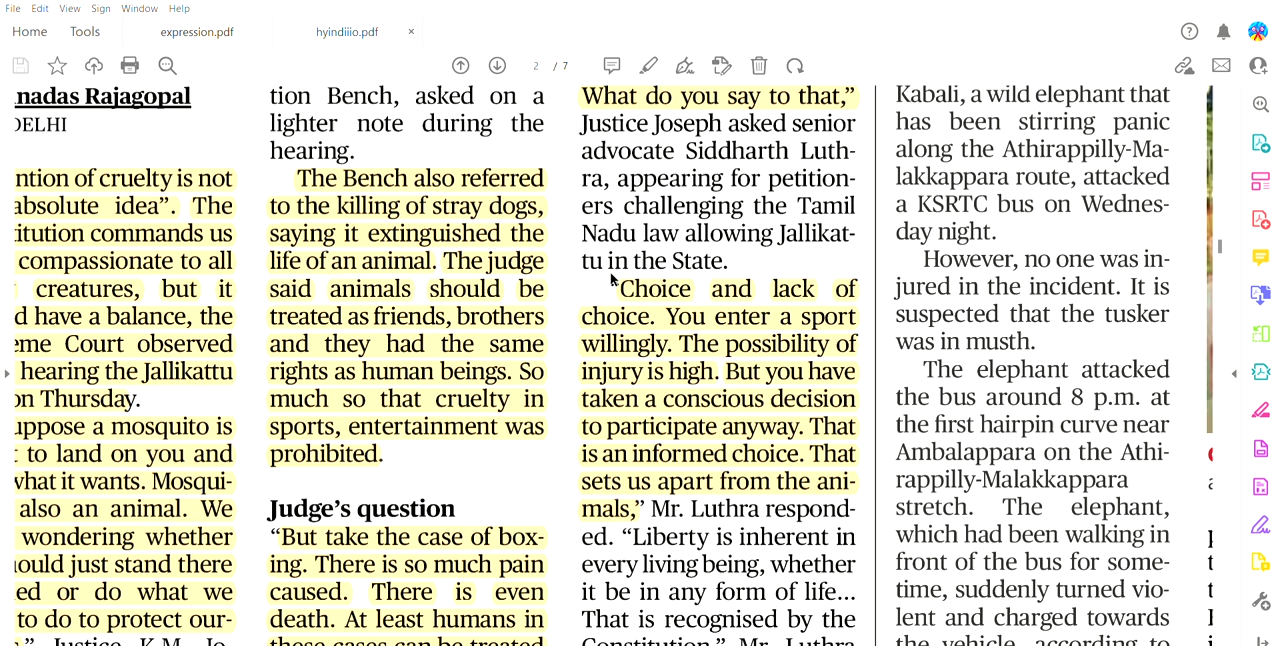 File Edit View Sign Window Help
Home Tools expression.pdf hyindiiio.pdf ×
2 / 7
nadas Rajagopal
DELHI
ntion of cruelty is not
absolute idea”. The
itution commands us
compassionate to all
creatures, but it
d have a balance, the
eme Court observed
hearing the Jallikattu
on Thursday.
uppose a mosquito is
to land on you and
what it wants. Mosqui-
also an animal. We
wondering whether
ould just stand there
ed or do what we
to do to protect our-
” Justice K.M. Jo-
tion Bench, asked on a
lighter note during the
hearing.
The Bench also referred
to the killing of stray dogs,
saying it extinguished the
life of an animal. The judge
said animals should be
treated as friends, brothers
and they had the same
rights as human beings. So
much so that cruelty in
sports, entertainment was
prohibited.
Judge’s question
“But take the case of box-
ing. There is so much pain
caused. There is even
death. At least humans in
these cases can be treated
What do you say to that,”
Justice Joseph asked senior
advocate Siddharth Luth-
ra, appearing for petition-
ers challenging the Tamil
Nadu law allowing Jallikat-
tu in the State.
“Choice and lack of
choice. You enter a sport
willingly. The possibility of
injury is high. But you have
taken a conscious decision
to participate anyway. That
is an informed choice. That
sets us apart from the ani-
mals,” Mr. Luthra respond-
ed. “Liberty is inherent in
every living being, whether
it be in any form of life...
That is recognised by the
Constitution,” Mr. Luthra
Kabali, a wild elephant that
has been stirring panic
along the Athirappilly-Ma-
lakkappara route, attacked
a KSRTC bus on Wednes-
day night.
However, no one was in-
jured in the incident. It is
suspected that the tusker
was in musth.
The elephant attacked
the bus around 8 p.m. at
the first hairpin curve near
Ambalappara on the Athi-
rappilly-Malakkappara
stretch. The elephant,
which had been walking in
front of the bus for some-
time, suddenly turned vio-
lent and charged towards
the vehicle, according to